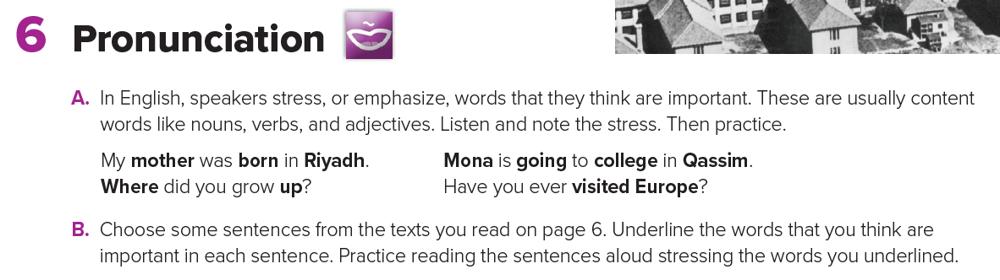 6 Pronunciation
A. In English, speakers stress, or emphasize, words that they think are important. These are usually content
words like nouns, verbs, and adjectives. Listen and note the stress. Then practice.
My mother was born in Riyadh.
Where did you grow up?
Mona is going to college in Qassim.
Have you ever visited Europe?
B. Choose some sentences from the texts you read on page 6. Underline the words that you think are
important in each sentence. Practice reading the sentences aloud stressing the words you underlined.